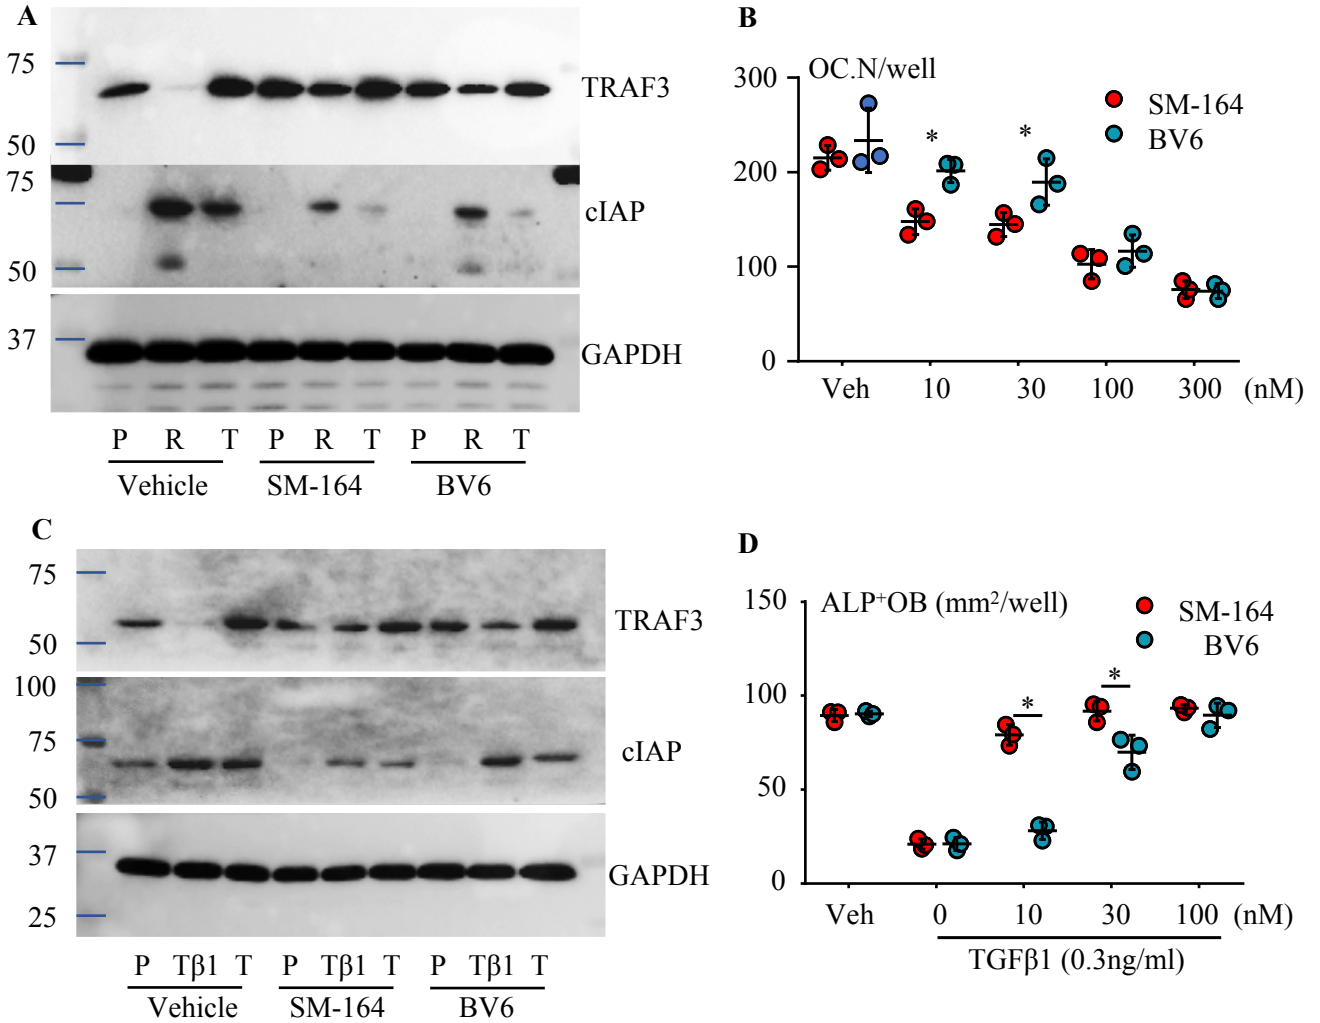 A
75
TRAF3
50
75
cIAP
50
37
GAPDH
P R T P R T P R T
Vehicle SM-164 BV6
B
OC.N/well
300
SM-164
BV6
* *
200
100
0
Veh 10 30 100 300 (nM)
C
75
TRAF3
50
100
75
cIAP
50
37
GAPDH
25
P Tβ1 T P Tβ1 T P Tβ1 T
Vehicle SM-164 BV6
D
150
ALP⁺OB (mm²/well)
SM-164
BV6
*
*
100
50
0
Veh 0 10 30 100 (nM)
TGFβ1 (0.3ng/ml)